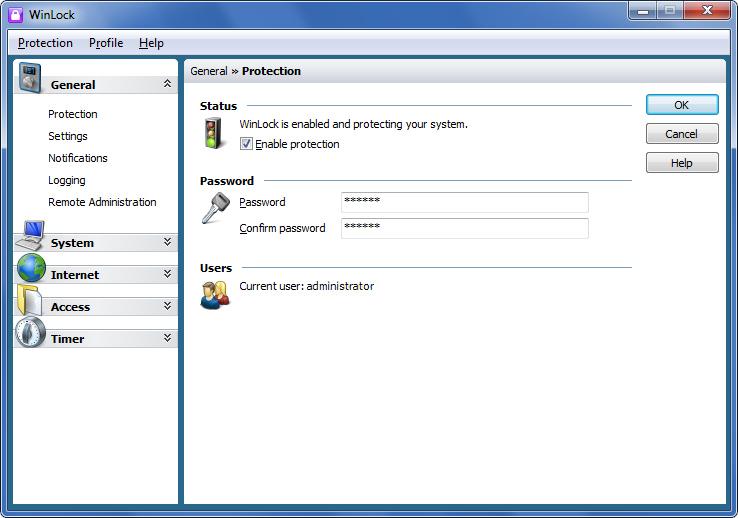 WinLock
Protection Profile Help
General
Protection
Settings
Notifications
Logging
Remote Administration
System
Internet
Access
Timer
General » Protection
Status
WinLock is enabled and protecting your system.
Enable protection
Password
Password ******
Confirm password ******
Users
Current user: administrator
OK
Cancel
Help